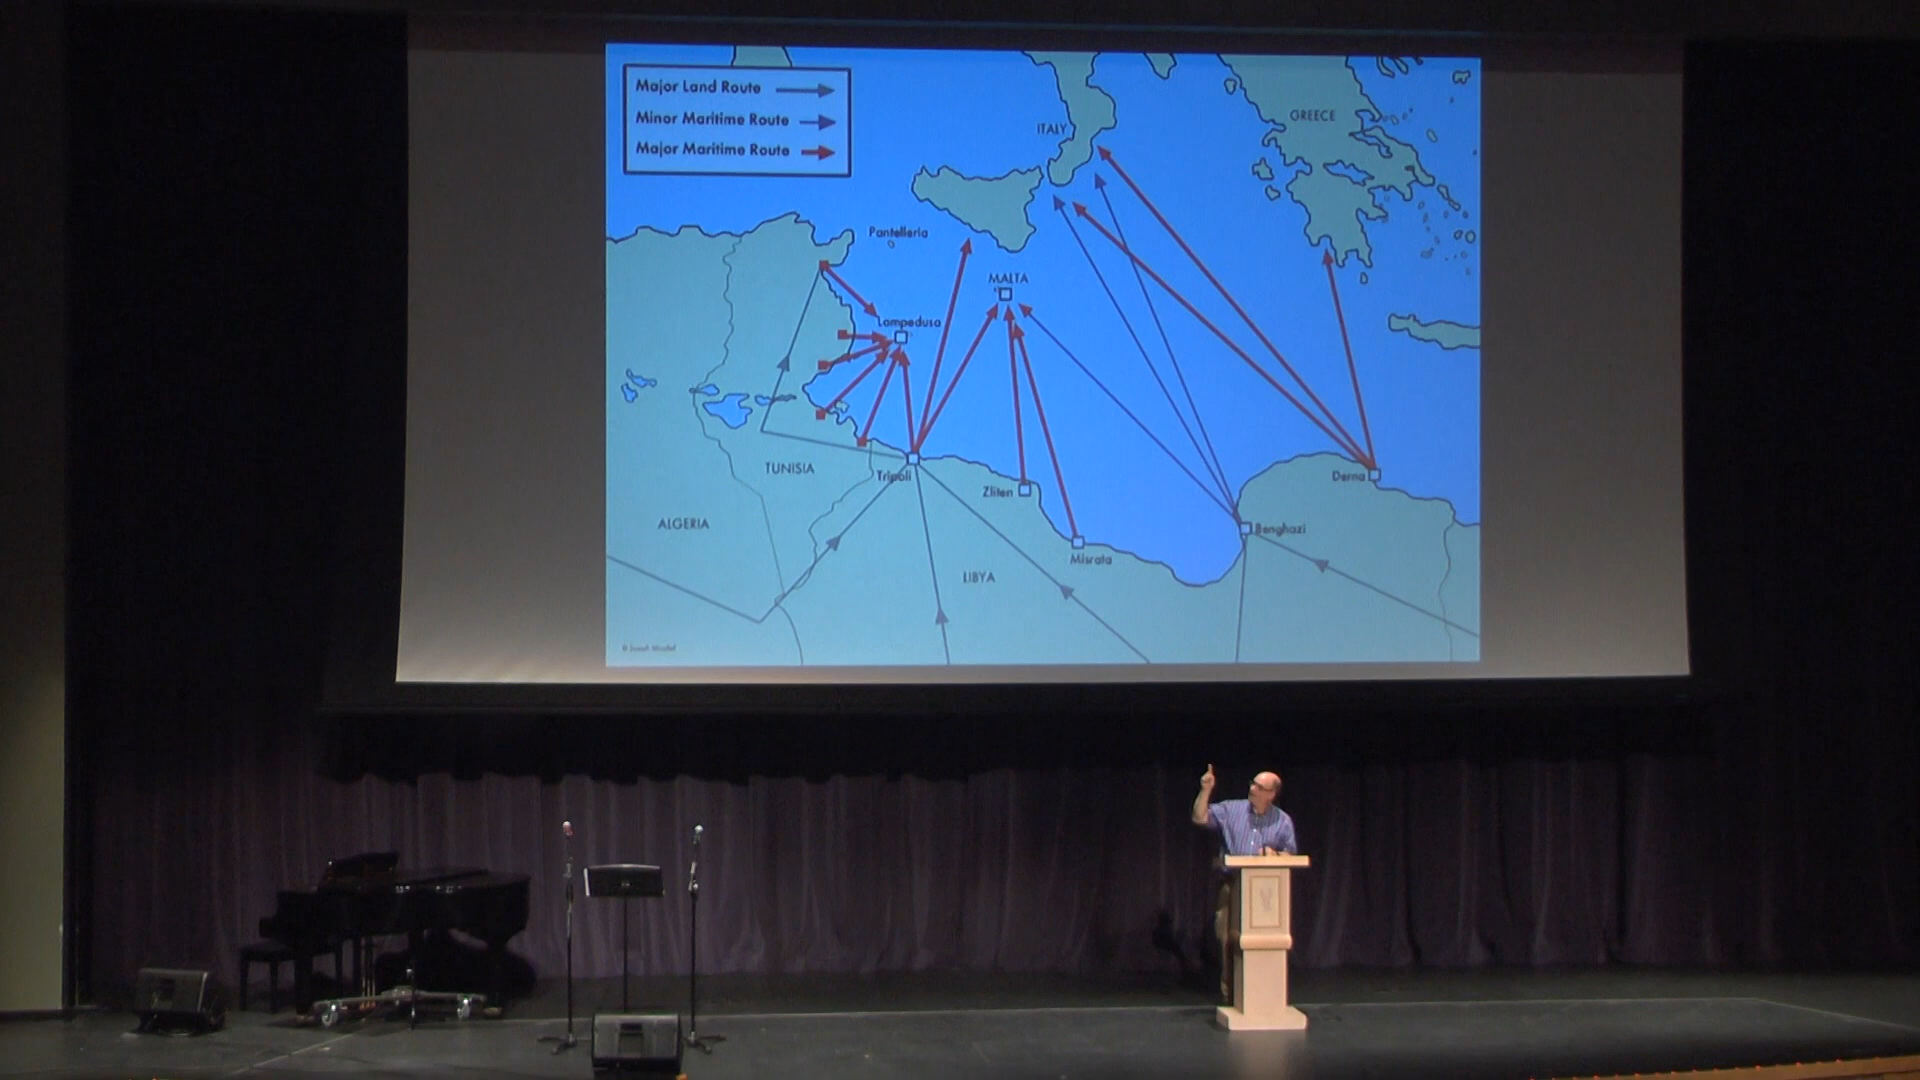 Major Land Route
Minor Maritime Route
Major Maritime Route
ITALY
GREECE
Pantelleria
MALTA
Lampedusa
TUNISIA
Tripoli
Zliten
Derna
ALGERIA
Benghazi
Misrata
LIBYA